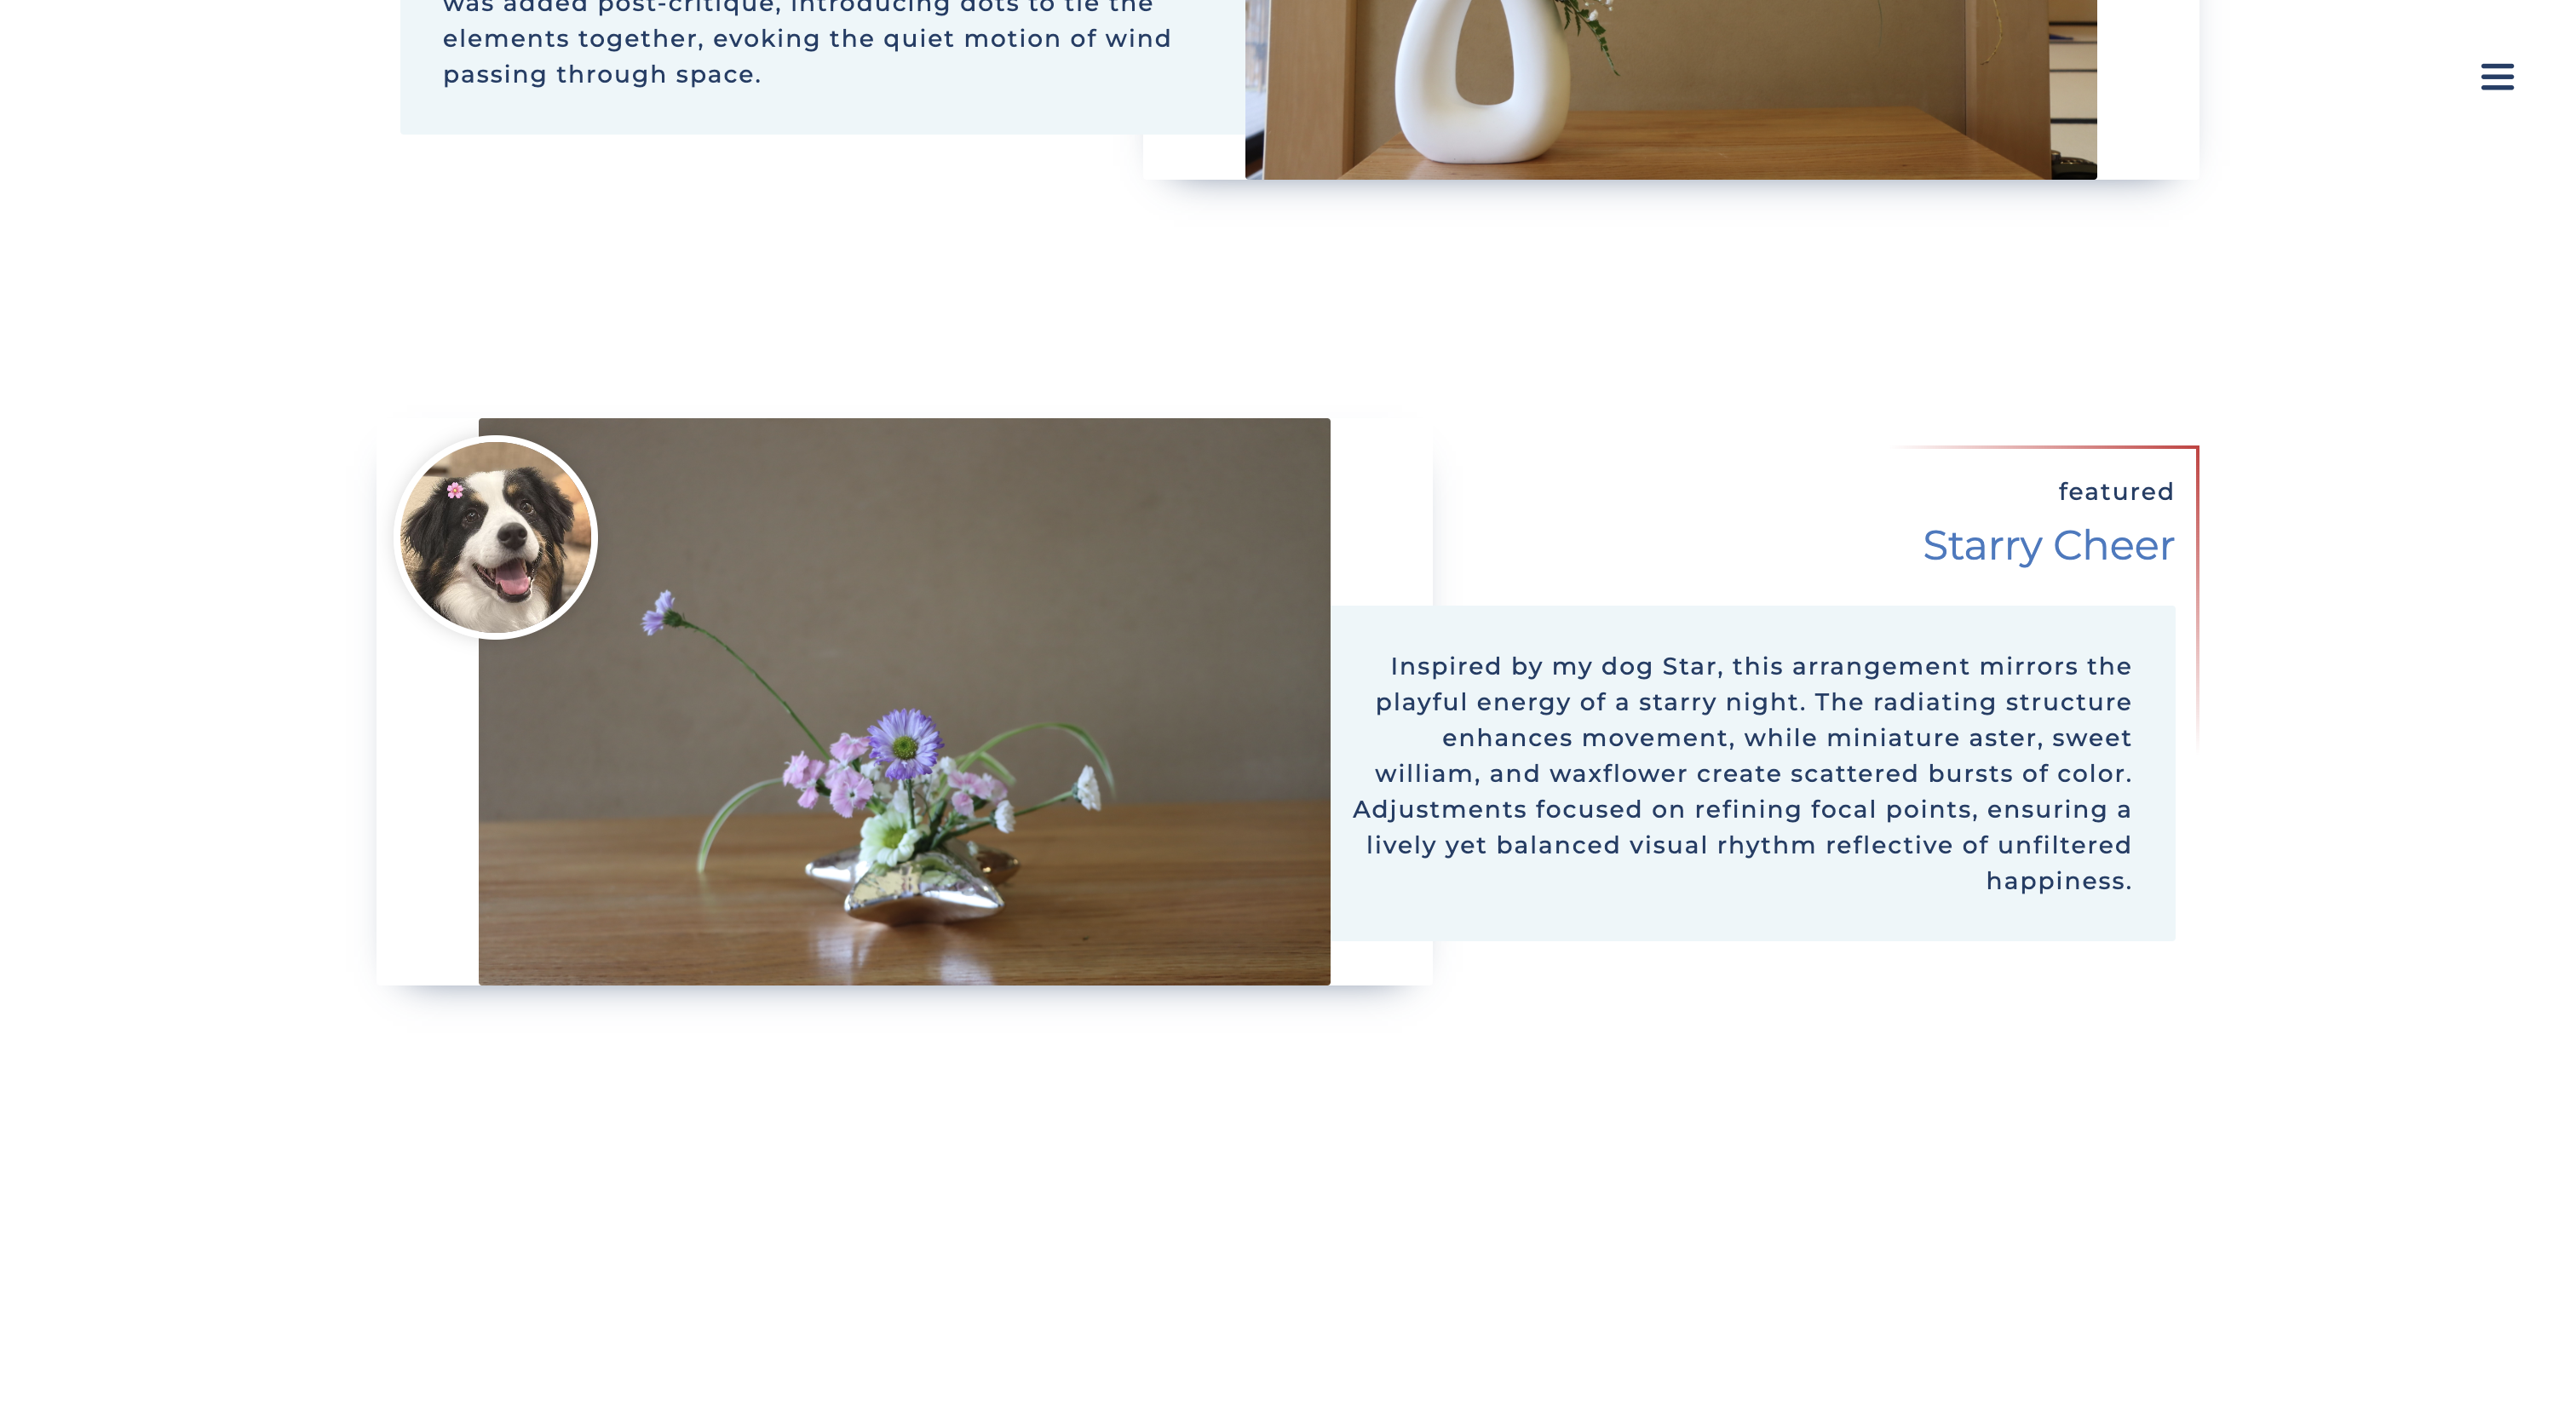 was added post-critique, introducing dots to tie the
elements together, evoking the quiet motion of wind
passing through space.
featured
Starry Cheer
Inspired by my dog Star, this arrangement mirrors the
playful energy of a starry night. The radiating structure
enhances movement, while miniature aster, sweet
william, and waxflower create scattered bursts of color.
Adjustments focused on refining focal points, ensuring a
lively yet balanced visual rhythm reflective of unfiltered
happiness.